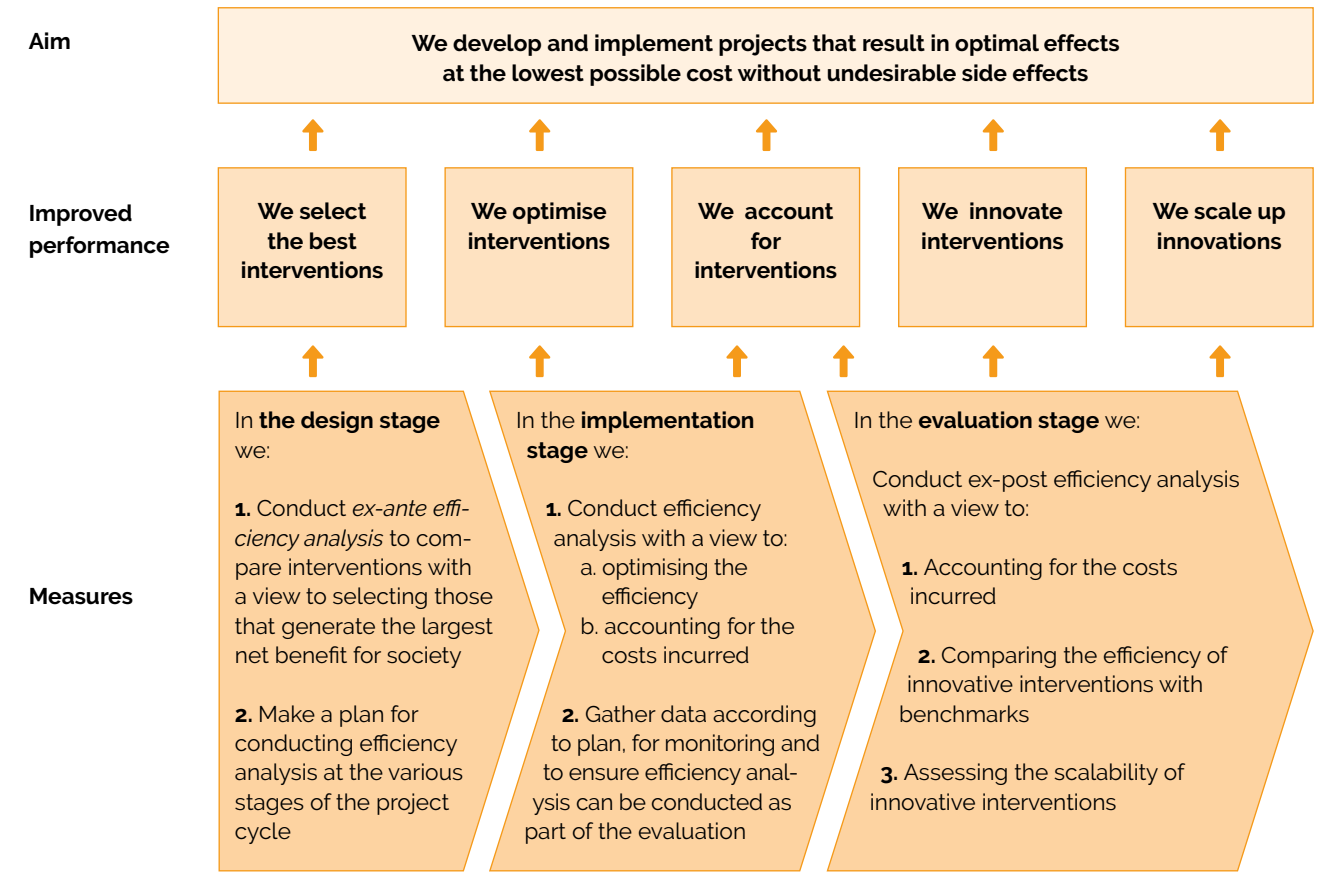 Aim
We develop and implement projects that result in optimal effects
at the lowest possible cost without undesirable side effects
Improved
performance
We select
the best
interventions
We optimise
interventions
We account
for
interventions
We innovate
interventions
We scale up
innovations
Measures
In the design stage
we:
1. Conduct ex-ante effi-
ciency analysis to com-
pare interventions with
a view to selecting those
that generate the largest
net benefit for society
2. Make a plan for
conducting efficiency
analysis at the various
stages of the project
cycle
In the implementation
stage we:
1. Conduct efficiency
analysis with a view to:
a. optimising the
efficiency
b. accounting for the
costs incurred
2. Gather data according
to plan, for monitoring and
to ensure efficiency anal-
ysis can be conducted as
part of the evaluation
In the evaluation stage we:
Conduct ex-post efficiency analysis
with a view to:
1. Accounting for the costs
incurred
2. Comparing the efficiency of
innovative interventions with
benchmarks
3. Assessing the scalability of
innovative interventions